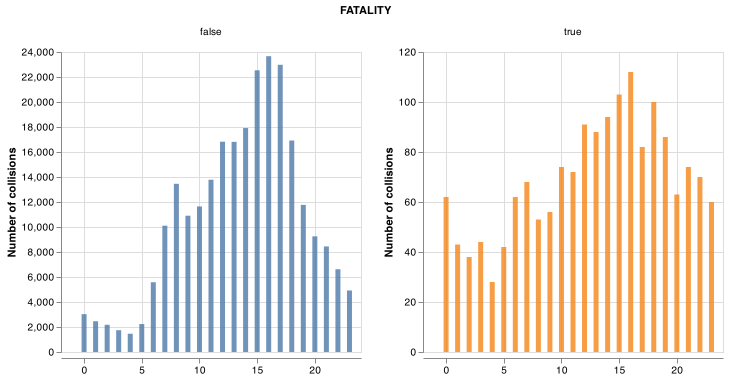 FATALITY
false
true
Number of collisions
24,000
22,000
20,000
18,000
16,000
14,000
12,000
10,000
8,000
6,000
4,000
2,000
0
0 5 10 15 20
Number of collisions
120
100
80
60
40
20
0
0 5 10 15 20